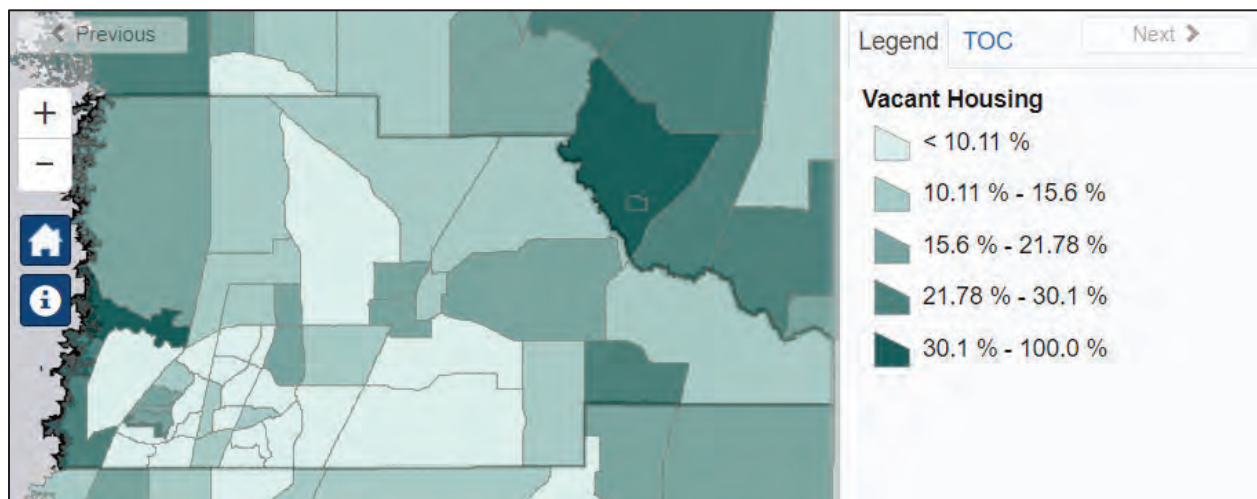 Previous
+
−
i
Legend TOC Next
Vacant Housing
< 10.11 %
10.11 % - 15.6 %
15.6 % - 21.78 %
21.78 % - 30.1 %
30.1 % - 100.0 %